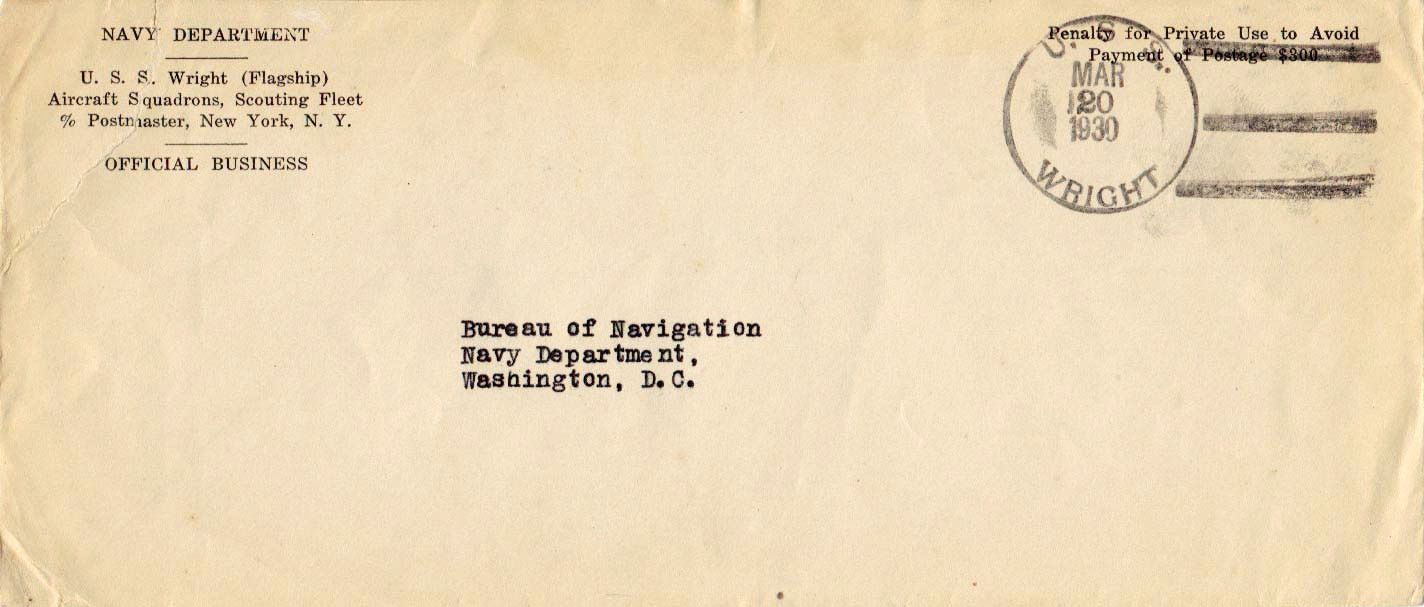 NAVY DEPARTMENT
U. S. S. Wright (Flagship)
Aircraft Squadrons, Scouting Fleet
% Postmaster, New York, N. Y.
OFFICIAL BUSINESS
Penalty for Private Use to Avoid
Payment of Postage $300
U. S. S.
MAR
20
1930
WRIGHT
Bureau of Navigation
Navy Department,
Washington, D.C.